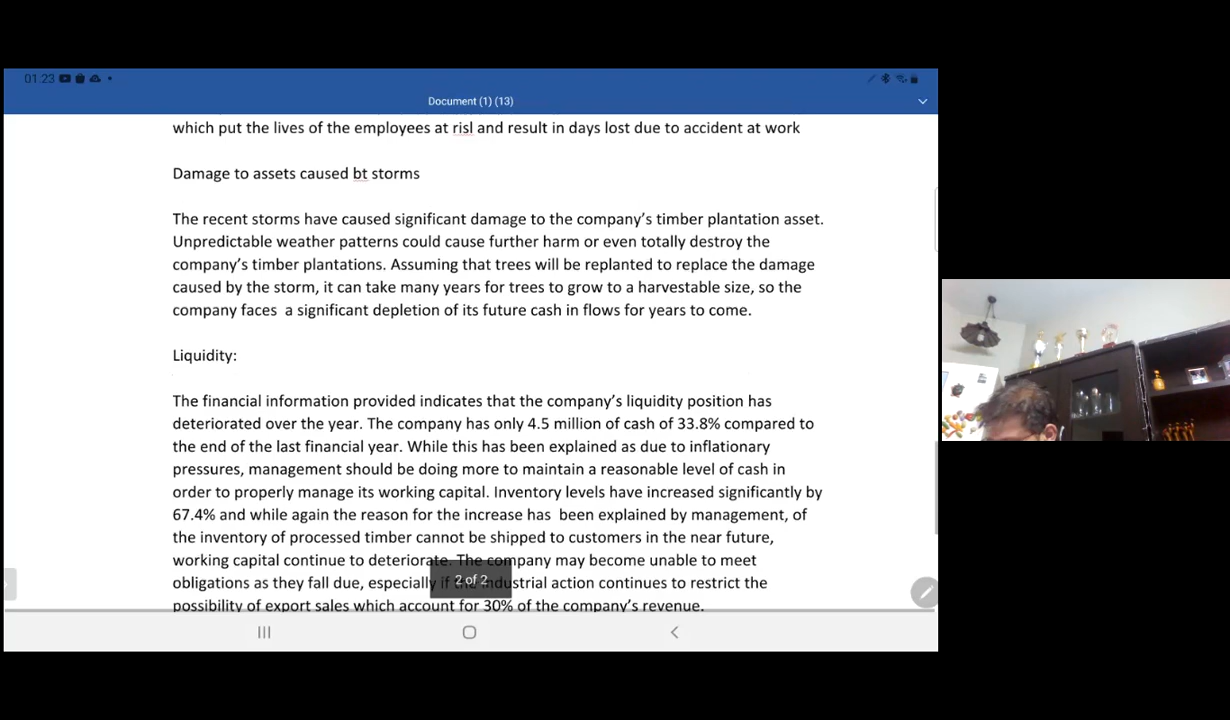 01:23
Document (1) (13)
which put the lives of the employees at risl and result in days lost due to accident at work
Damage to assets caused bt storms
The recent storms have caused significant damage to the company's timber plantation asset.
Unpredictable weather patterns could cause further harm or even totally destroy the
company's timber plantations. Assuming that trees will be replanted to replace the damage
caused by the storm, it can take many years for trees to grow to a harvestable size, so the
company faces a significant depletion of its future cash in flows for years to come.
Liquidity:
The financial information provided indicates that the company's liquidity position has
deteriorated over the year. The company has only 4.5 million of cash of 33.8% compared to
the end of the last financial year. While this has been explained as due to inflationary
pressures, management should be doing more to maintain a reasonable level of cash in
order to properly manage its working capital. Inventory levels have increased significantly by
67.4% and while again the reason for the increase has been explained by management, of
the inventory of processed timber cannot be shipped to customers in the near future,
working capital continue to deteriorate. The company may become unable to meet
obligations as they fall due, especially if the industrial action continues to restrict the
2 of 2
possibility of export sales which account for 30% of the company's revenue.